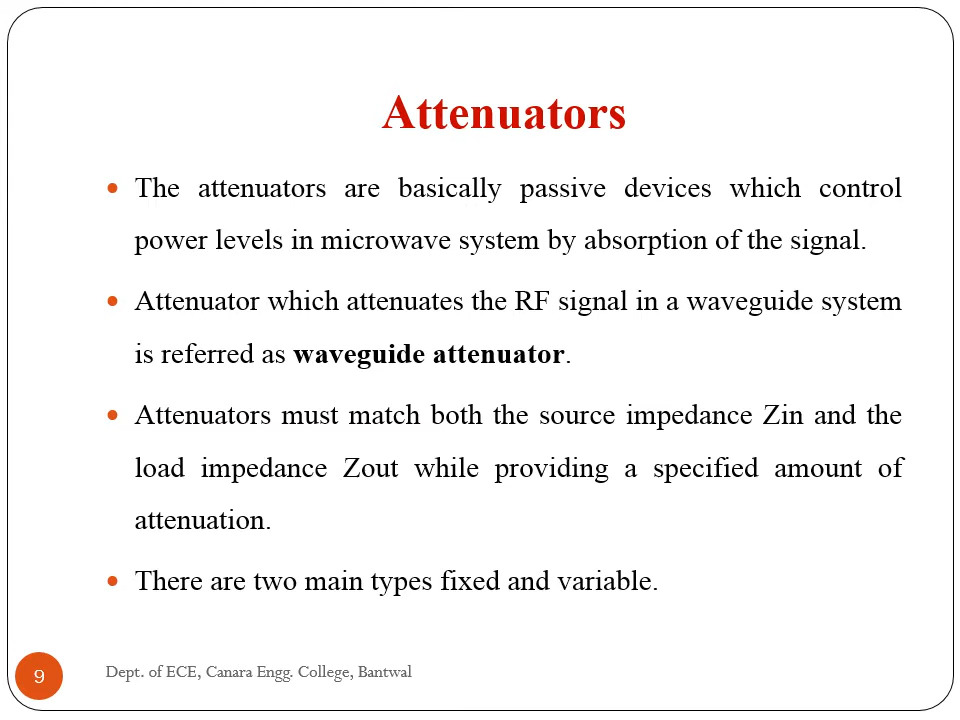 Attenuators
• The attenuators are basically passive devices which control
power levels in microwave system by absorption of the signal.
• Attenuator which attenuates the RF signal in a waveguide system
is referred as waveguide attenuator.
• Attenuators must match both the source impedance Zin and the
load impedance Zout while providing a specified amount of
attenuation.
• There are two main types fixed and variable.
9 Dept. of ECE, Canara Engg. College, Bantwal